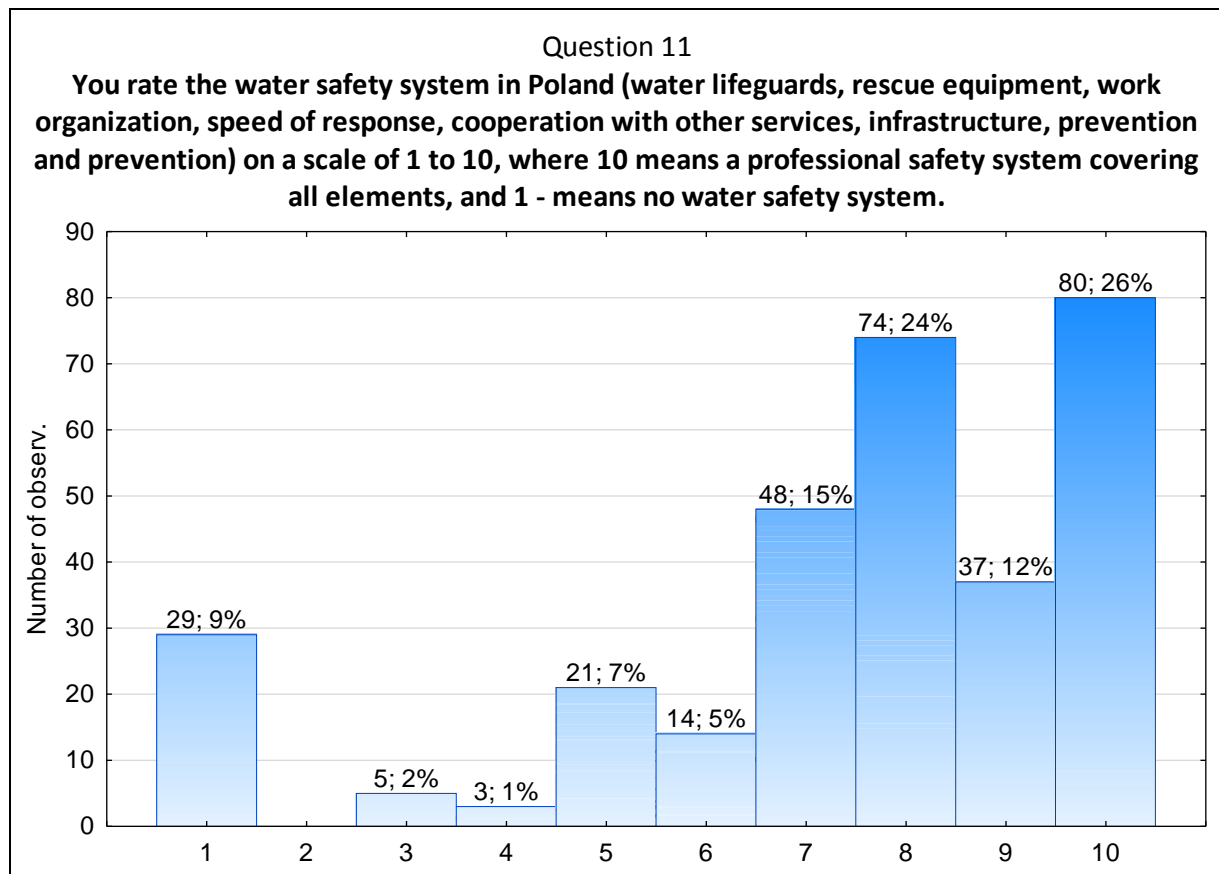 Question 11
You rate the water safety system in Poland (water lifeguards, rescue equipment, work
organization, speed of response, cooperation with other services, infrastructure, prevention
and prevention) on a scale of 1 to 10, where 10 means a professional safety system covering
all elements, and 1 - means no water safety system.
90
80
70
60
50
40
30
20
10
0
Number of observ.
29; 9%
5; 2%
3; 1%
21; 7%
14; 5%
48; 15%
74; 24%
37; 12%
80; 26%
1 2 3 4 5 6 7 8 9 10